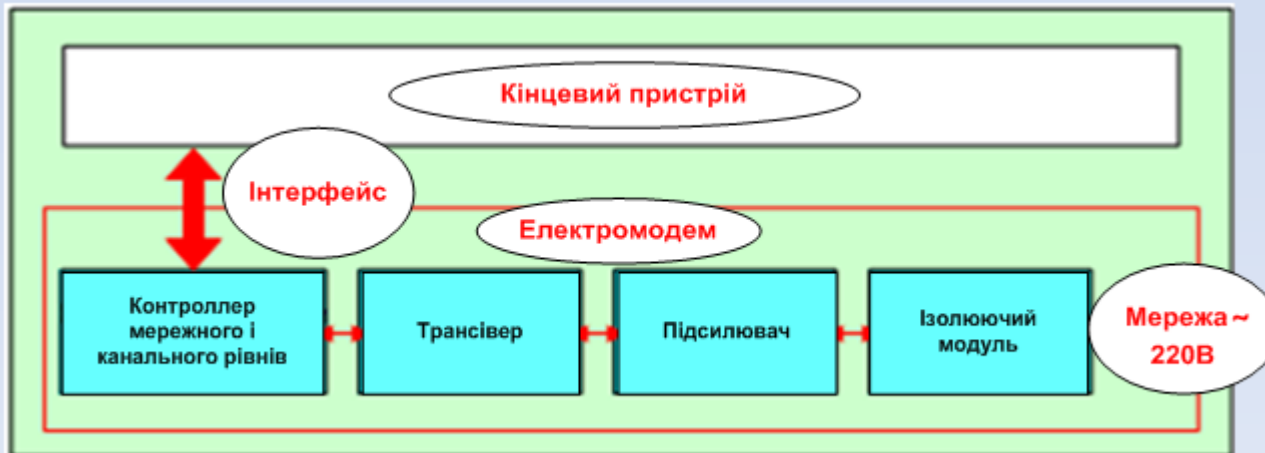 Кінцевий пристрій
Інтерфейс
Електромодем
Контроллер
мережного і
канального рівнів
Трансівер
Підсилювач
Ізолюючий
модуль
Мережа~
220В